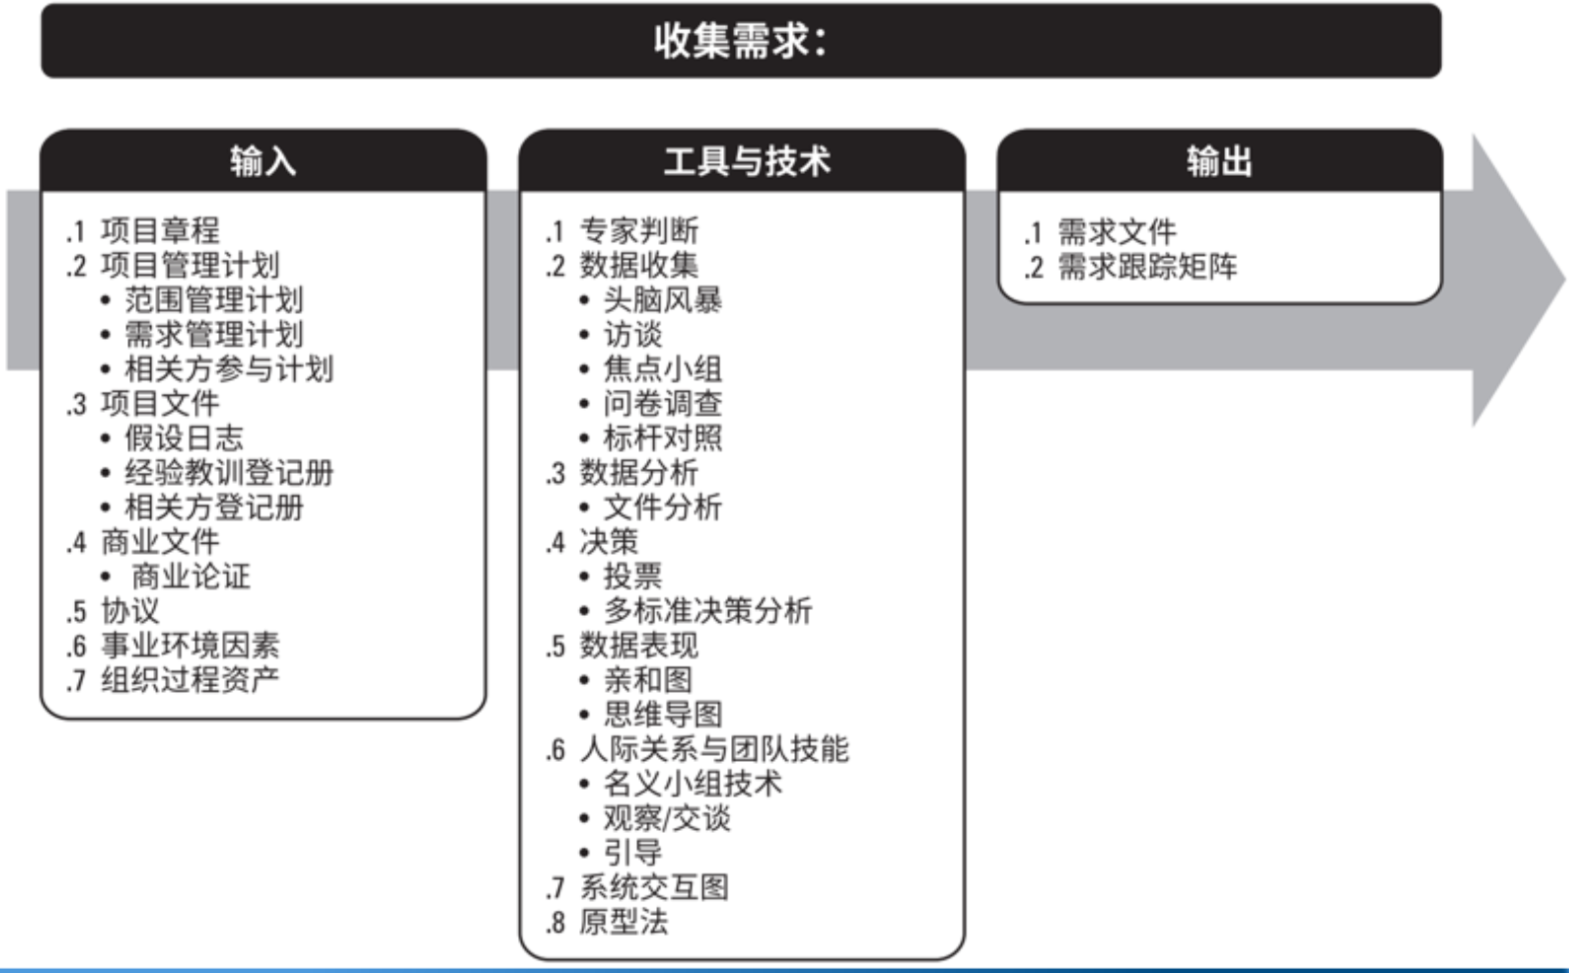 收集需求：
输入
.1 项目章程
.2 项目管理计划
• 范围管理计划
• 需求管理计划
• 相关方参与计划
.3 项目文件
• 假设日志
• 经验教训登记册
• 相关方登记册
.4 商业文件
• 商业论证
.5 协议
.6 事业环境因素
.7 组织过程资产
工具与技术
.1 专家判断
.2 数据收集
• 头脑风暴
• 访谈
• 焦点小组
• 问卷调查
• 标杆对照
.3 数据分析
• 文件分析
.4 决策
• 投票
• 多标准决策分析
.5 数据表现
• 亲和图
• 思维导图
.6 人际关系与团队技能
• 名义小组技术
• 观察/交谈
• 引导
.7 系统交互图
.8 原型法
输出
.1 需求文件
.2 需求跟踪矩阵